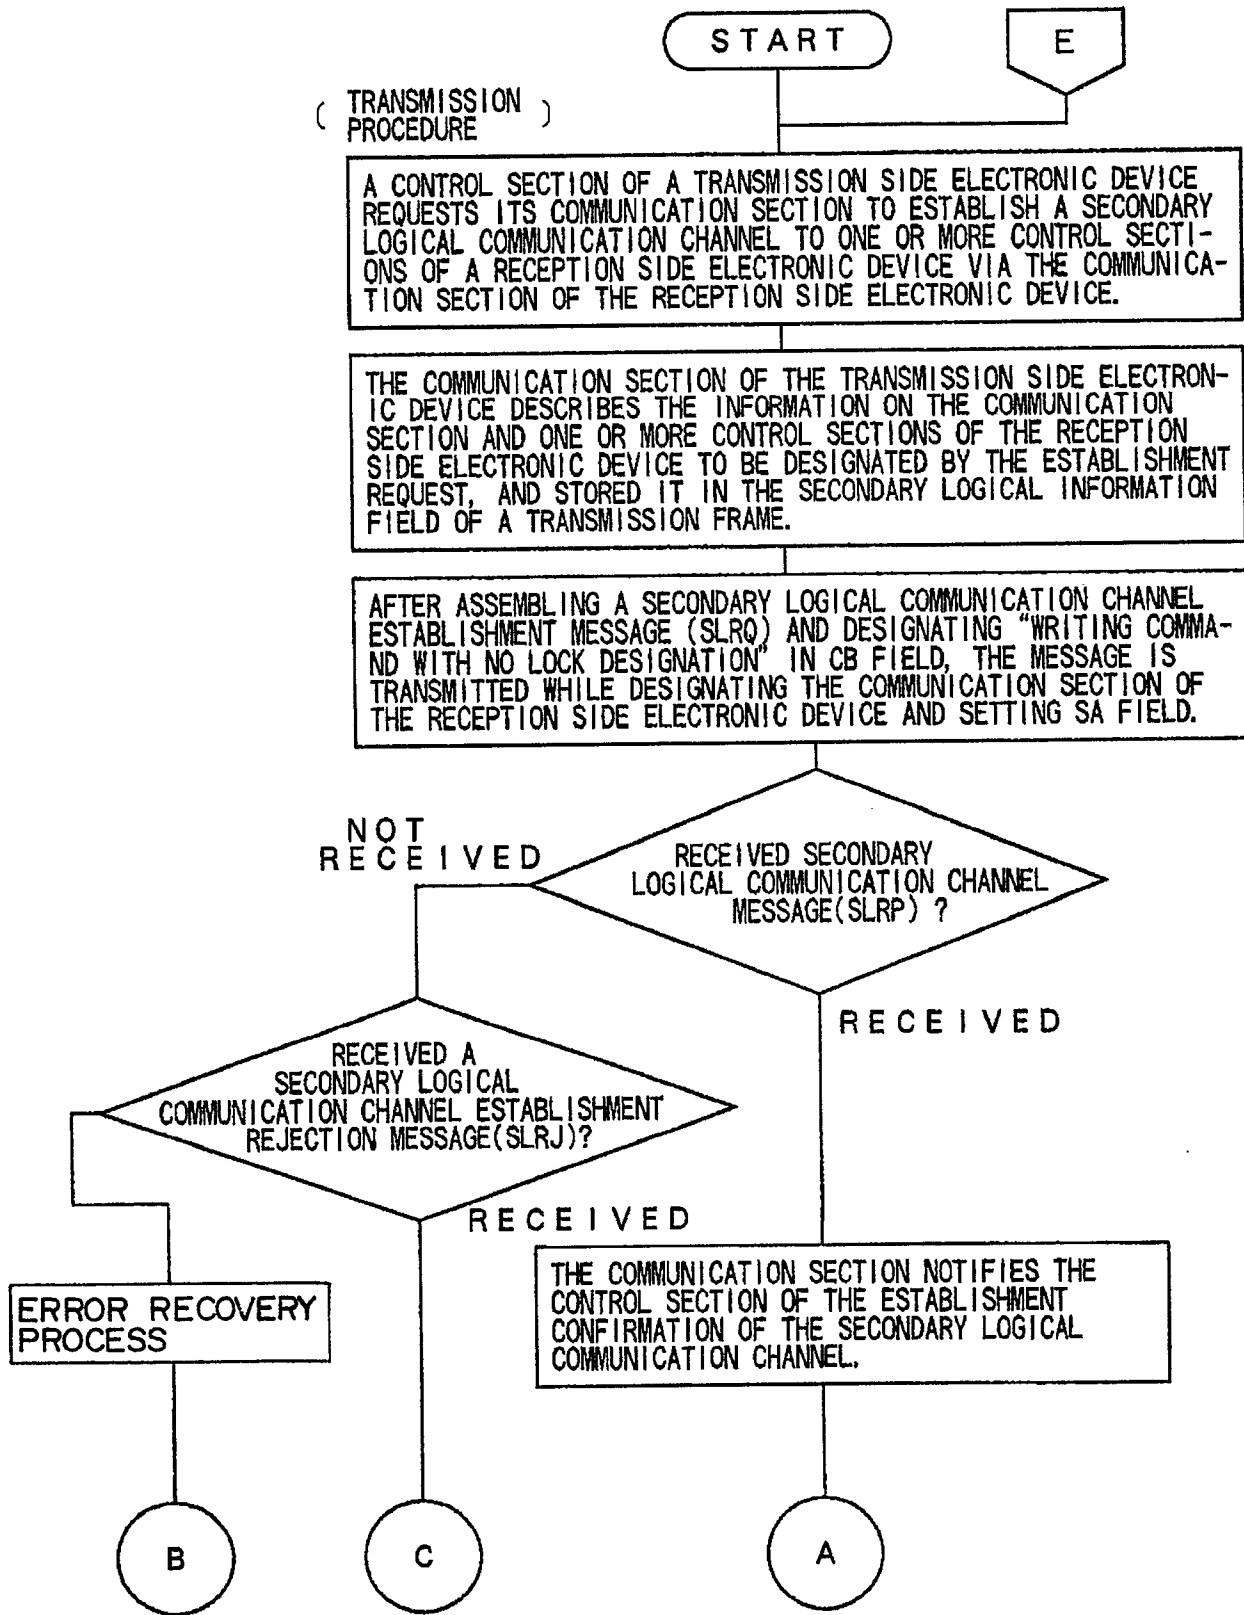 START
E
( TRANSMISSION
PROCEDURE )
A CONTROL SECTION OF A TRANSMISSION SIDE ELECTRONIC DEVICE
REQUESTS ITS COMMUNICATION SECTION TO ESTABLISH A SECONDARY
LOGICAL COMMUNICATION CHANNEL TO ONE OR MORE CONTROL SECTI-
ONS OF A RECEPTION SIDE ELECTRONIC DEVICE VIA THE COMMUNICA-
TION SECTION OF THE RECEPTION SIDE ELECTRONIC DEVICE.
THE COMMUNICATION SECTION OF THE TRANSMISSION SIDE ELECTRON-
IC DEVICE DESCRIBES THE INFORMATION ON THE COMMUNICATION
SECTION AND ONE OR MORE CONTROL SECTIONS OF THE RECEPTION
SIDE ELECTRONIC DEVICE TO BE DESIGNATED BY THE ESTABLISHMENT
REQUEST, AND STORED IT IN THE SECONDARY LOGICAL INFORMATION
FIELD OF A TRANSMISSION FRAME.
AFTER ASSEMBLING A SECONDARY LOGICAL COMMUNICATION CHANNEL
ESTABLISHMENT MESSAGE (SLRQ) AND DESIGNATING "WRITING COMMA-
ND WITH NO LOCK DESIGNATION" IN CB FIELD, THE MESSAGE IS
TRANSMITTED WHILE DESIGNATING THE COMMUNICATION SECTION OF
THE RECEPTION SIDE ELECTRONIC DEVICE AND SETTING SA FIELD.
NOT
RECEIVED
RECEIVED SECONDARY
LOGICAL COMMUNICATION CHANNEL
MESSAGE(SLRP) ?
RECEIVED
RECEIVED A
SECONDARY LOGICAL
COMMUNICATION CHANNEL ESTABLISHMENT
REJECTION MESSAGE(SLRJ)?
RECEIVED
ERROR RECOVERY
PROCESS
THE COMMUNICATION SECTION NOTIFIES THE
CONTROL SECTION OF THE ESTABLISHMENT
CONFIRMATION OF THE SECONDARY LOGICAL
COMMUNICATION CHANNEL.
B
C
A